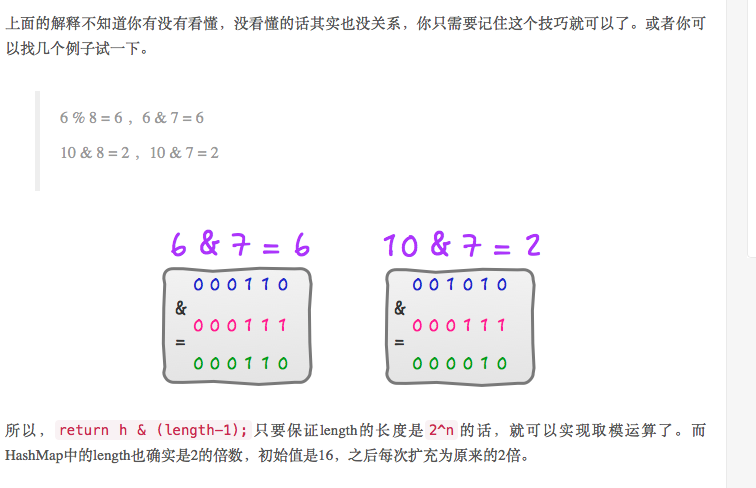 上面的解释不知道你有没有看懂，没看懂的话其实也没关系，你只需要记住这个技巧就可以了。或者你可
以找几个例子试一下。
6 % 8 = 6 ，6 & 7 = 6
10 & 8 = 2 ，10 & 7 = 2
6 & 7 = 6
000110
&
000111
=
000110
10 & 7 = 2
001010
&
000111
=
000010
所以，return h & (length-1);只要保证length的长度是2^n的话，就可以实现取模运算了。而
HashMap中的length也确实是2的倍数，初始值是16，之后每次扩充为原来的2倍。